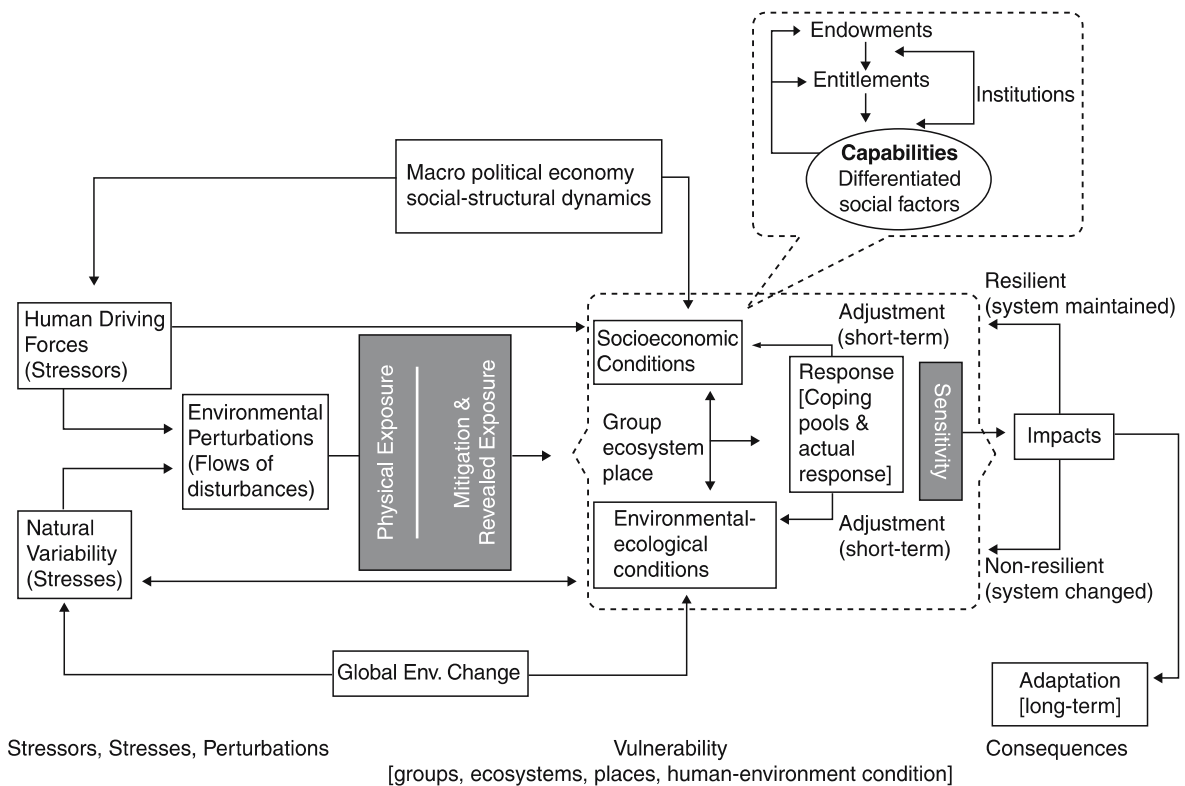 Endowments
Entitlements
Institutions
Capabilities
Differentiated
social factors
Macro political economy
social-structural dynamics
Human Driving
Forces
(Stressors)
Environmental
Perturbations
(Flows of
disturbances)
Natural
Variability
(Stresses)
Physical Exposure
Mitigation &
Revealed Exposure
Socioeconomic
Conditions
Group
ecosystem
place
Environmental-
ecological
conditions
Adjustment
(short-term)
Response
[Coping
pools &
actual
response]
Adjustment
(short-term)
Sensitivity
Resilient
(system maintained)
Impacts
Non-resilient
(system changed)
Global Env. Change
Adaptation
[long-term]
Stressors, Stresses, Perturbations
Vulnerability
[groups, ecosystems, places, human-environment condition]
Consequences